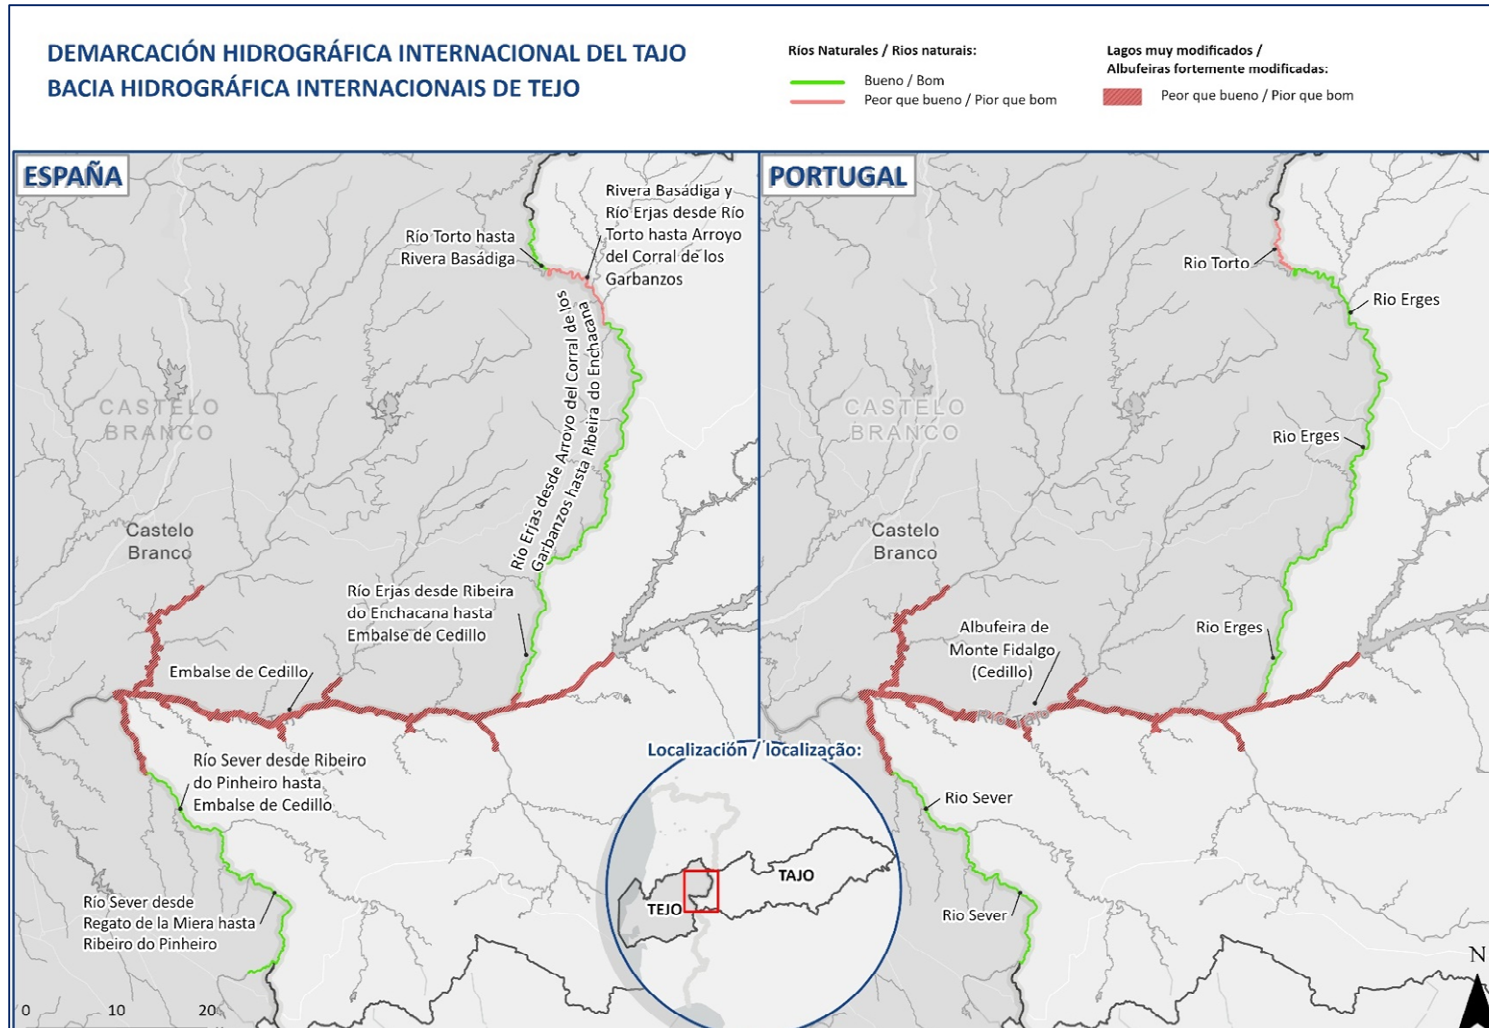 DEMARCACIÓN HIDROGRÁFICA INTERNACIONAL DEL TAJO
BACIA HIDROGRÁFICA INTERNACIONAIS DE TEJO
Ríos Naturales / Rios naturais:
Bueno / Bom
Peor que bueno / Pior que bom
Lagos muy modificados /
Albufeiras fortemente modificadas:
Peor que bueno / Pior que bom
ESPAÑA
Rivera Basádiga y
Río Erjas desde Río
Torto hasta Arroyo
del Corral de los
Garbanzos
Río Torto hasta
Rivera Basádiga
Río Erjas desde Arroyo del Corral de los
Garbanzos hasta Ribeira do Enchacana
CASTELO
BRANCO
Castelo
Branco
Río Erjas desde Ribeira
do Enchacana hasta
Embalse de Cedillo
Embalse de Cedillo
Río Sever desde Ribeiro
do Pinheiro hasta
Embalse de Cedillo
Río Sever desde
Regato de la Miera hasta
Ribeiro do Pinheiro
0 10 20
PORTUGAL
Rio Torto
Rio Erges
CASTELO
BRANCO
Rio Erges
Castelo
Branco
Albufeira de
Monte Fidalgo
(Cedillo)
Rio Erges
Río Tajo
Rio Sever
Rio Sever
Localización / localização:
TEJO
TAJO
N